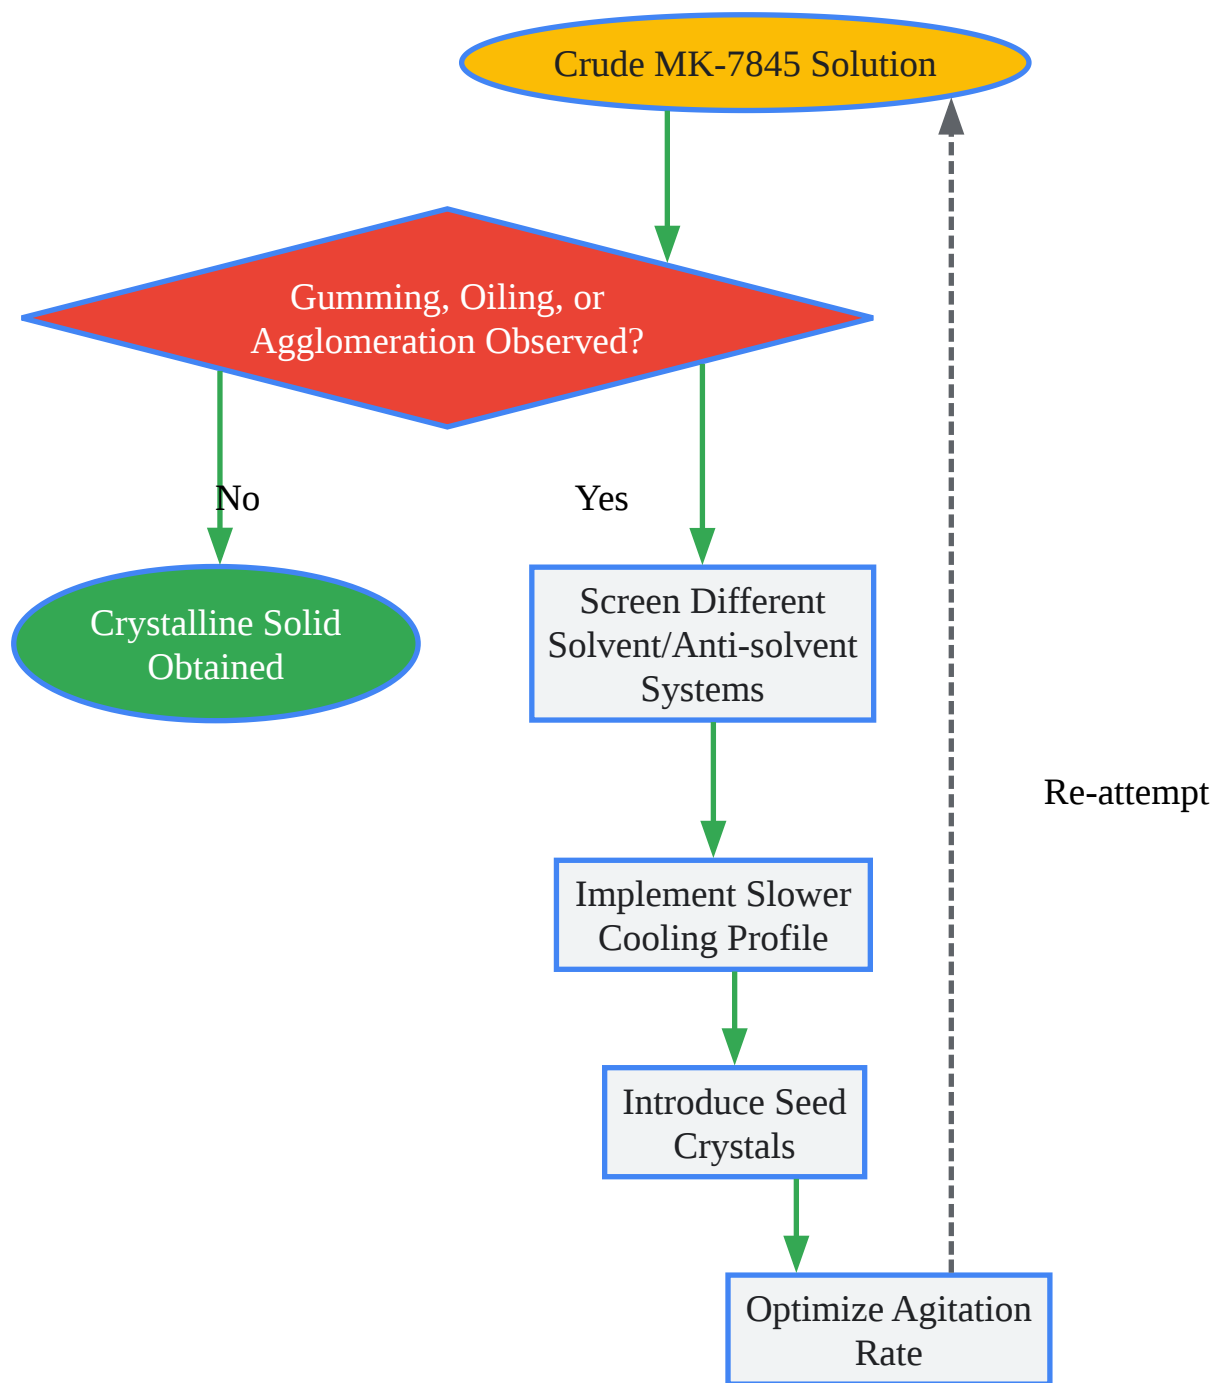 Crude MK-7845 Solution
Gumming, Oiling, or
Agglomeration Observed?
No
Yes
Crystalline Solid
Obtained
Screen Different
Solvent/Anti-solvent
Systems
Re-attempt
Implement Slower
Cooling Profile
Introduce Seed
Crystals
Optimize Agitation
Rate